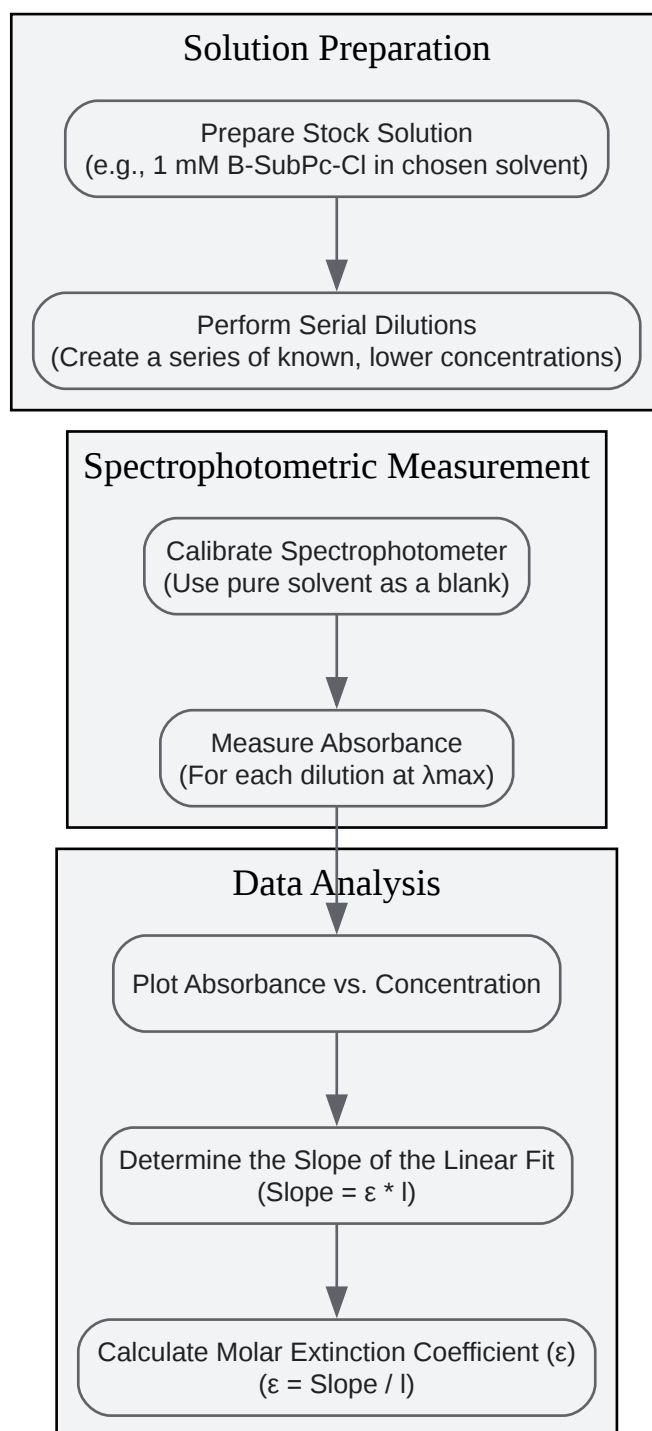 Solution Preparation
Prepare Stock Solution
(e.g., 1 mM B-SubPc-Cl in chosen solvent)
Perform Serial Dilutions
(Create a series of known, lower concentrations)
Spectrophotometric Measurement
Calibrate Spectrophotometer
(Use pure solvent as a blank)
Measure Absorbance
(For each dilution at λmax)
Data Analysis
Plot Absorbance vs. Concentration
Determine the Slope of the Linear Fit
(Slope = ε * l)
Calculate Molar Extinction Coefficient (ε)
(ε = Slope / l)